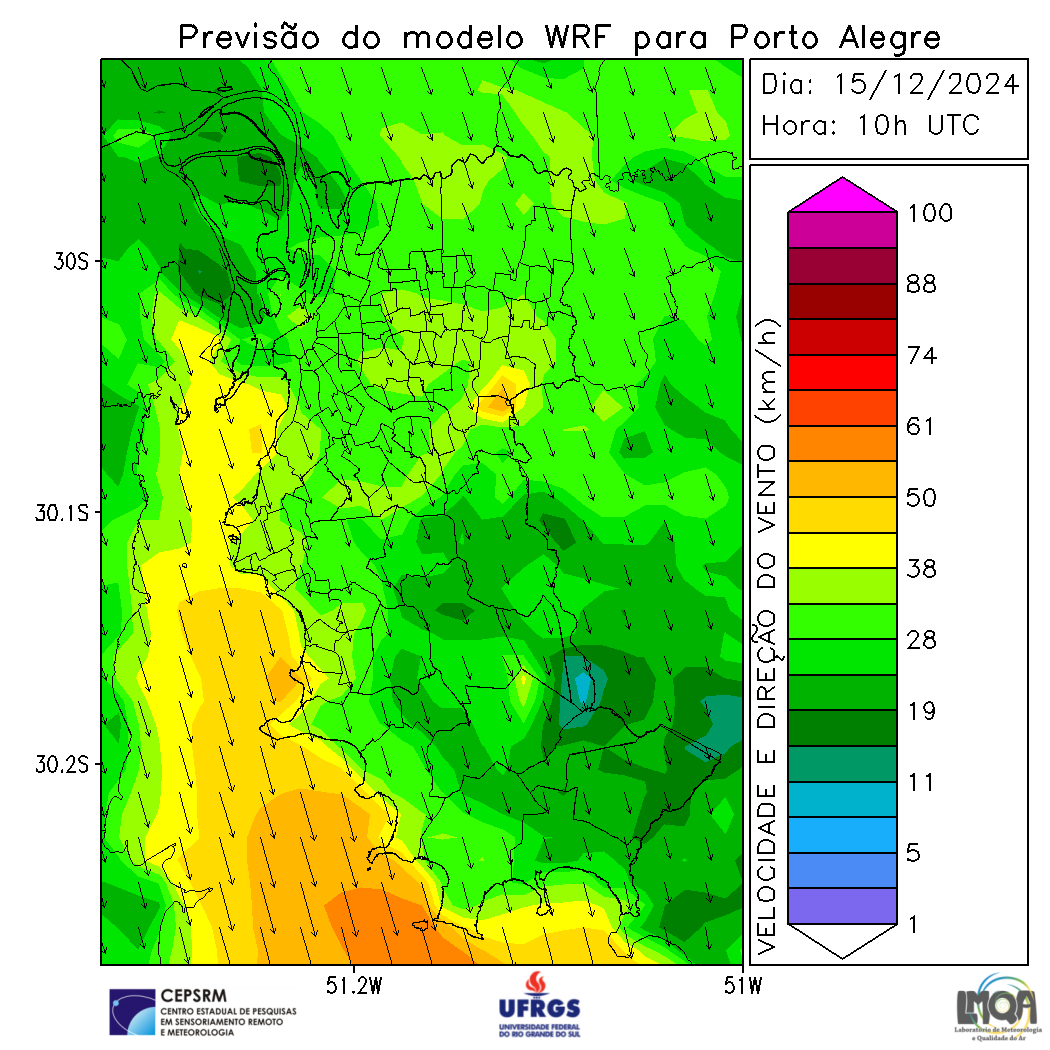 Previsão do modelo WRF para Porto Alegre
Dia: 15/12/2024
Hora: 10h UTC
30S
30.1S
30.2S
51.2W
51W
VELOCIDADE E DIREÇÃO DO VENTO (km/h)
100
88
74
61
50
38
28
19
11
5
1
CEPSRM
CENTRO ESTADUAL DE PESQUISAS
EM SENSORIAMENTO REMOTO
E METEOROLOGIA
UFRGS
UNIVERSIDADE FEDERAL
DO RIO GRANDE DO SUL
LMQA
Laboratório de Meteorologia
e Qualidade do Ar